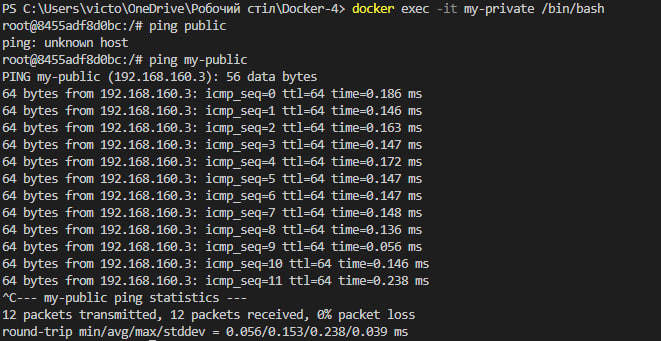 PS C:\Users\victo\OneDrive\Робочий стіл\Docker-4> docker exec -it my-private /bin/bash
root@8455adf8d0bc:/# ping public
ping: unknown host
root@8455adf8d0bc:/# ping my-public
PING my-public (192.168.160.3): 56 data bytes
64 bytes from 192.168.160.3: icmp_seq=0 ttl=64 time=0.186 ms
64 bytes from 192.168.160.3: icmp_seq=1 ttl=64 time=0.146 ms
64 bytes from 192.168.160.3: icmp_seq=2 ttl=64 time=0.163 ms
64 bytes from 192.168.160.3: icmp_seq=3 ttl=64 time=0.147 ms
64 bytes from 192.168.160.3: icmp_seq=4 ttl=64 time=0.172 ms
64 bytes from 192.168.160.3: icmp_seq=5 ttl=64 time=0.147 ms
64 bytes from 192.168.160.3: icmp_seq=6 ttl=64 time=0.147 ms
64 bytes from 192.168.160.3: icmp_seq=7 ttl=64 time=0.148 ms
64 bytes from 192.168.160.3: icmp_seq=8 ttl=64 time=0.136 ms
64 bytes from 192.168.160.3: icmp_seq=9 ttl=64 time=0.056 ms
64 bytes from 192.168.160.3: icmp_seq=10 ttl=64 time=0.146 ms
64 bytes from 192.168.160.3: icmp_seq=11 ttl=64 time=0.238 ms
^C--- my-public ping statistics ---
12 packets transmitted, 12 packets received, 0% packet loss
round-trip min/avg/max/stddev = 0.056/0.153/0.238/0.039 ms